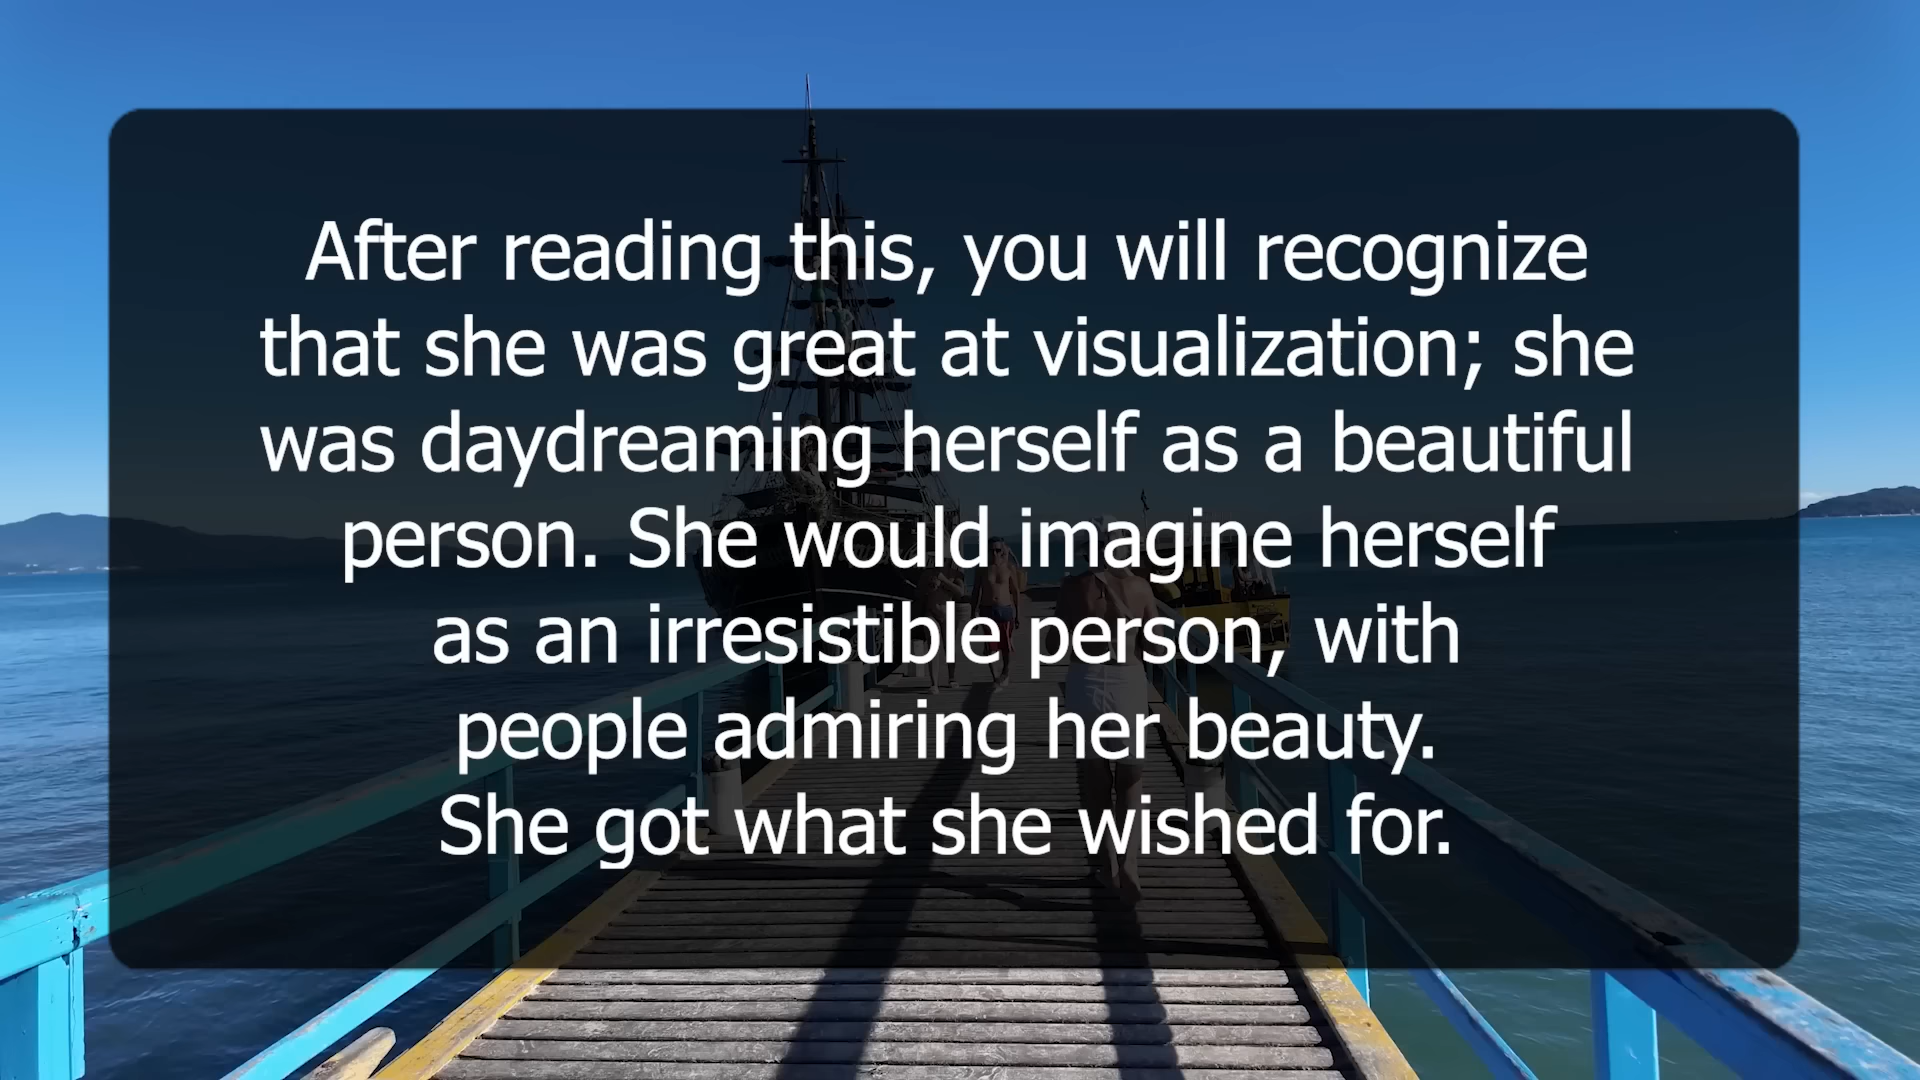 After reading this, you will recognize
that she was great at visualization; she
was daydreaming herself as a beautiful
person. She would imagine herself
as an irresistible person, with
people admiring her beauty.
She got what she wished for.